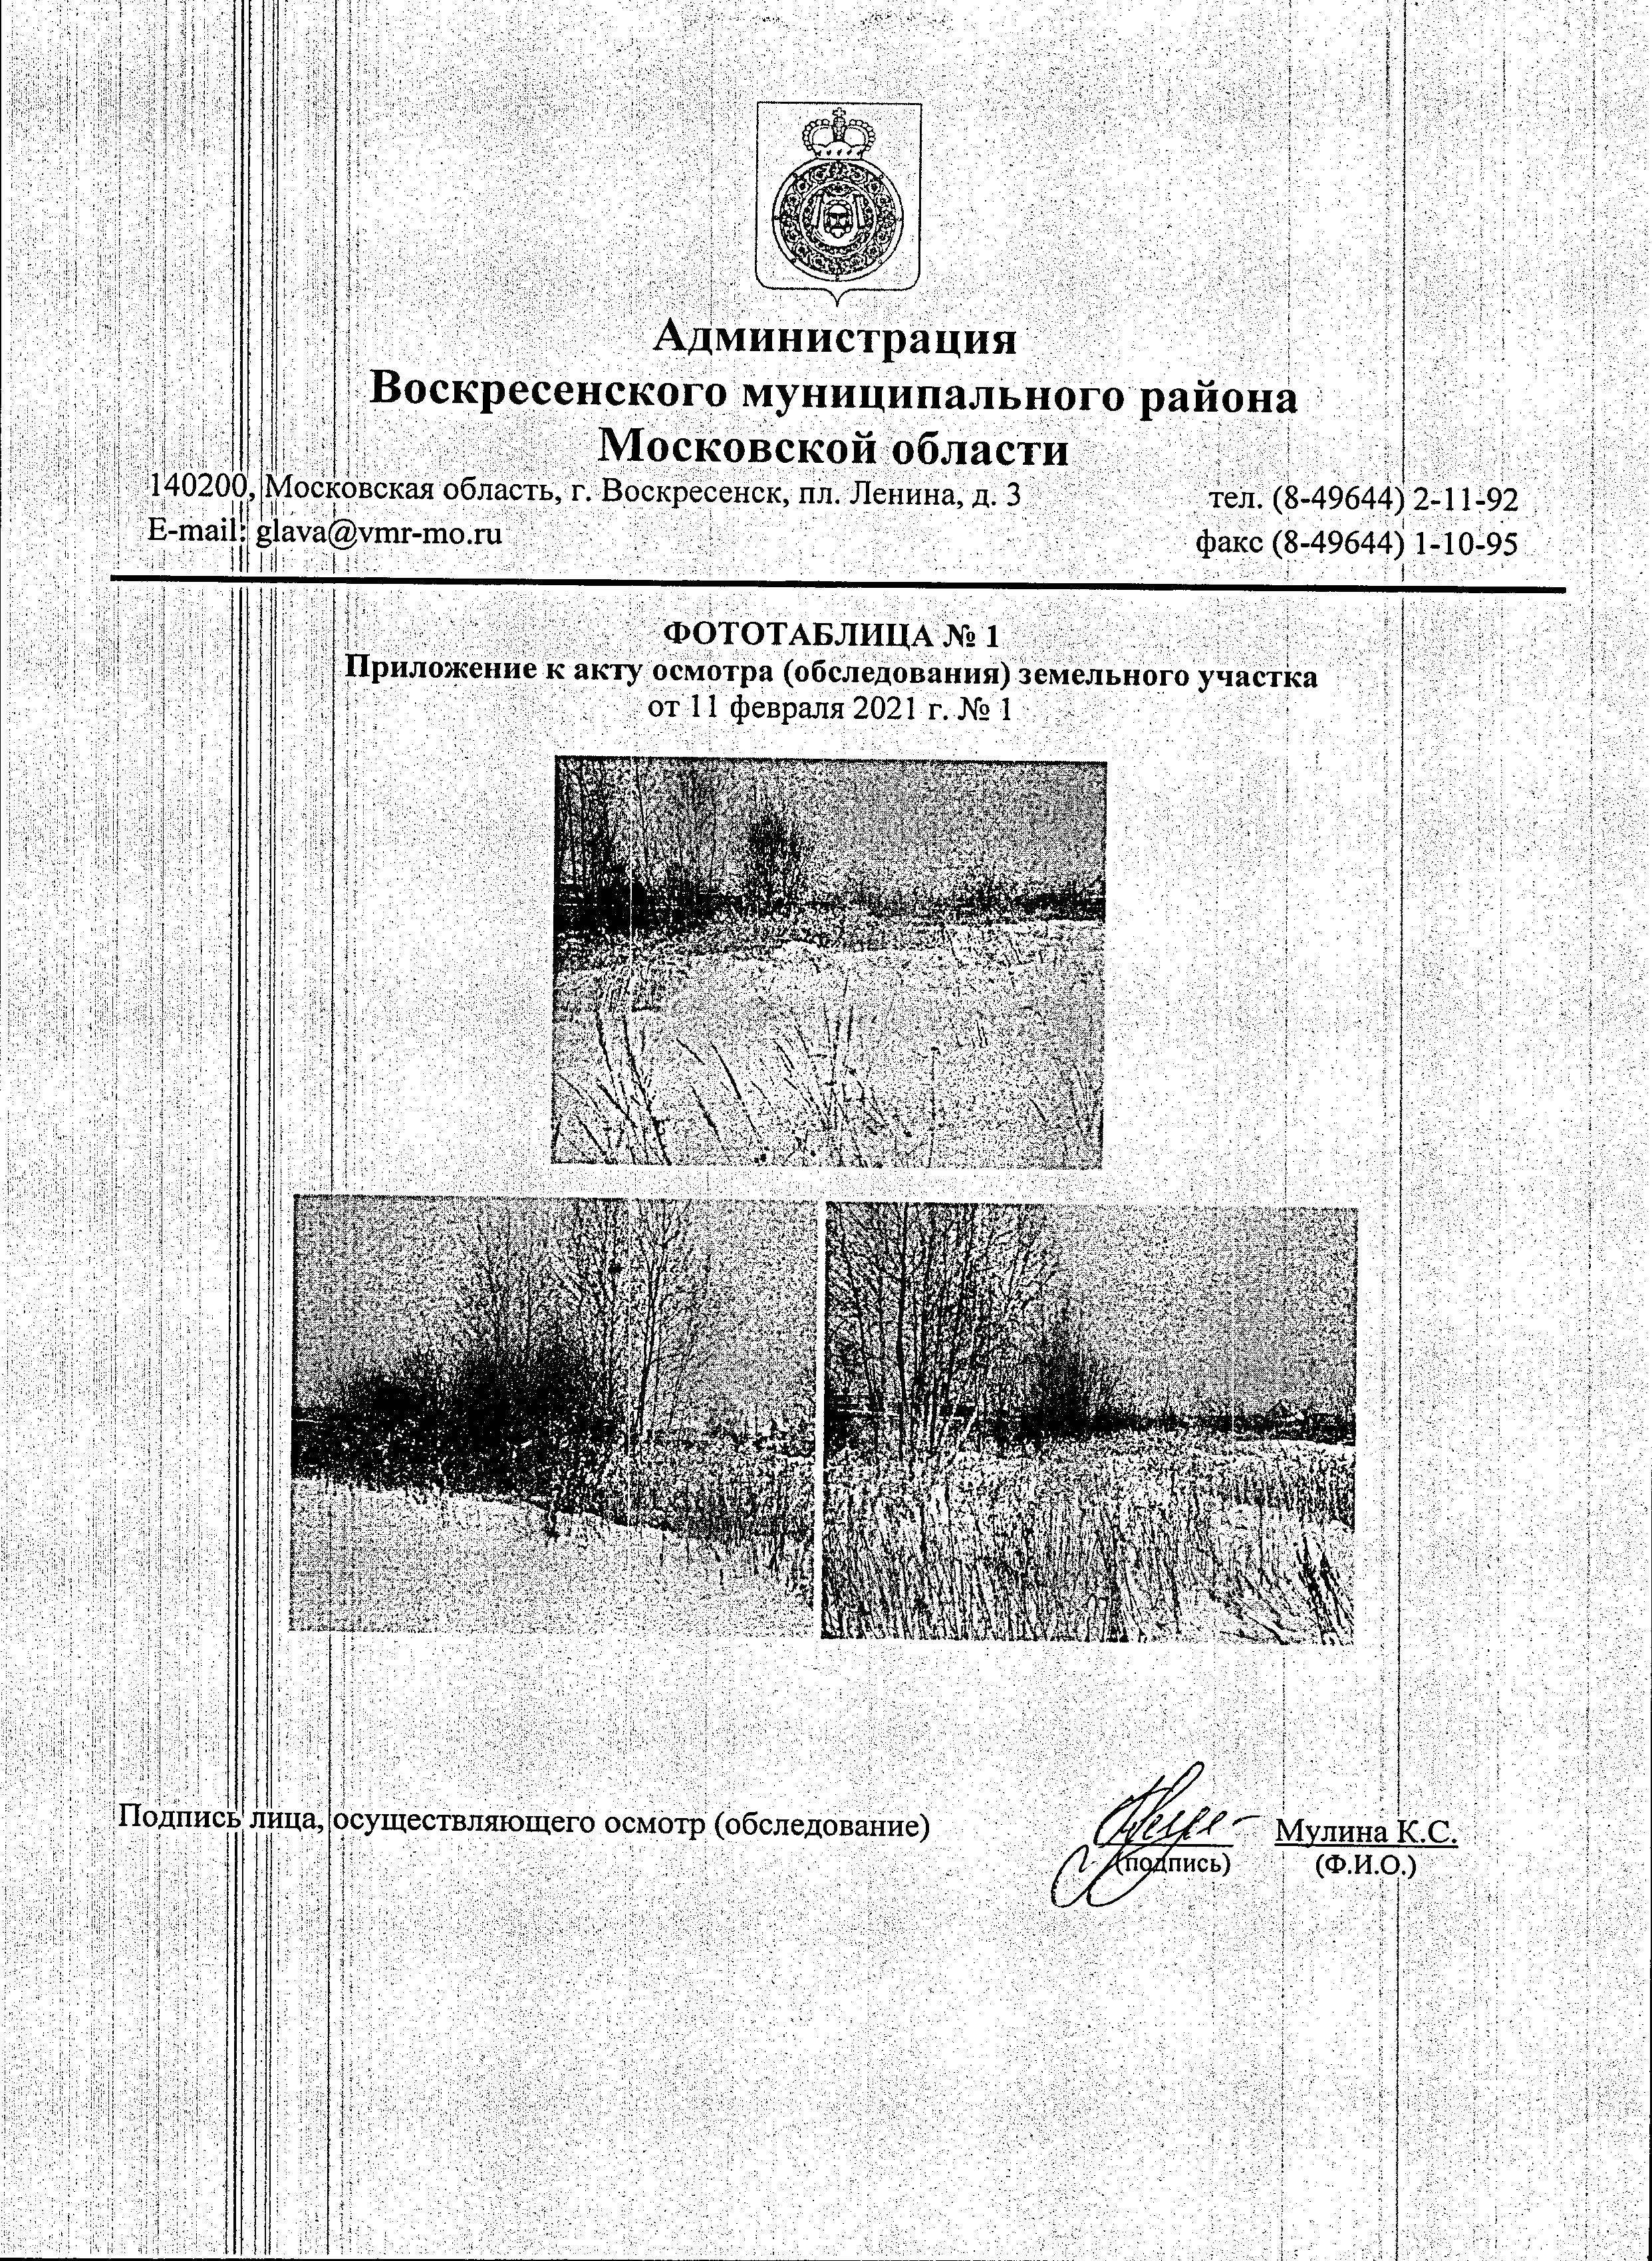 Администрация
Воскресенского муниципального района
Московской области
140200, Московская область, г. Воскресенск, пл. Ленина, д. 3 тел. (8-49644) 2-11-92
E-mail: glava@vmr-mo.ru факс (8-49644) 1-10-95
ФОТОТАБЛИЦА № 1
Приложение к акту осмотра (обследования) земельного участка
от 11 февраля 2021 г. № 1
Подпись лица, осуществляющего осмотр (обследование) Мулина К.С.
(подпись) (Ф.И.О.)